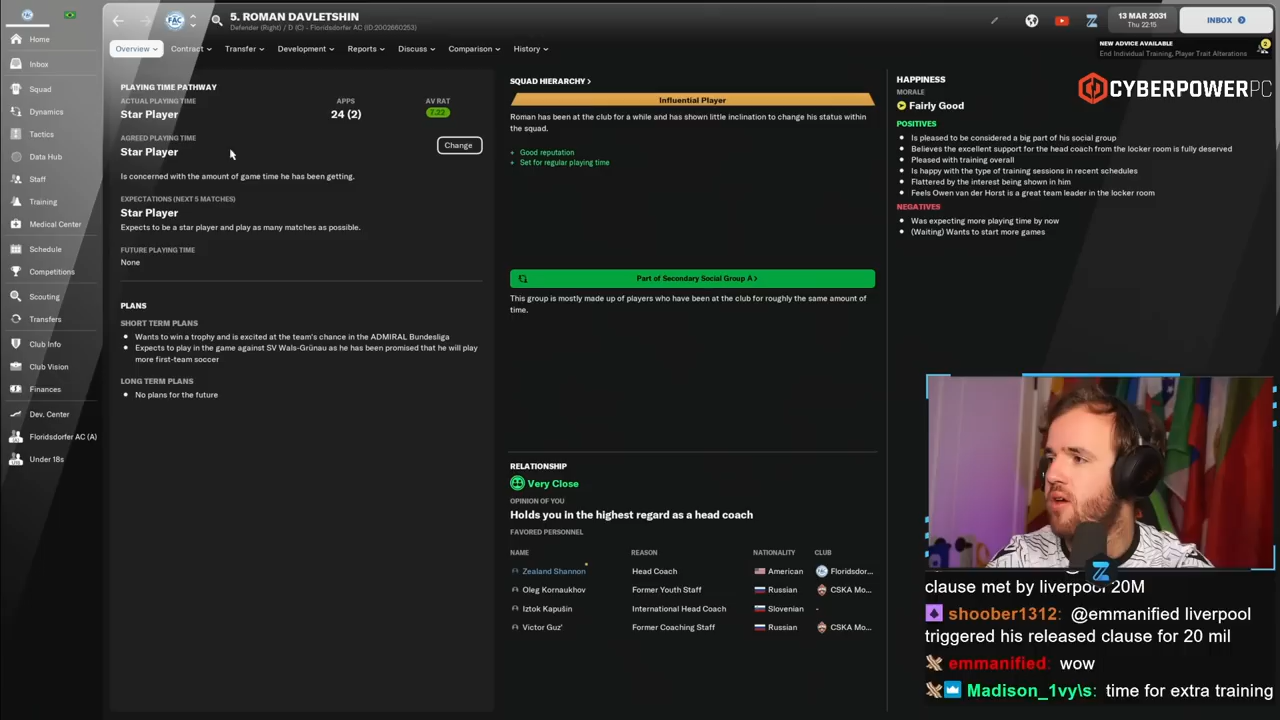 5. ROMAN DAVLETSHIN
Defender (Right) / D (C) - Floridsdorfer AC (ID:2002660253)
13 MAR 2031
Thu 22:15
INBOX
Overview
Contract
Transfer
Development
Reports
Discuss
Comparison
History
NEW ADVICE AVAILABLE
End Individual Training, Player Trait Alterations
2
CYBERPOWERPC
Home
Inbox
Squad
Dynamics
Tactics
Data Hub
Staff
Training
Medical Center
Schedule
Competitions
Scouting
Transfers
Club Info
Club Vision
Finances
Dev. Center
Floridsdorfer AC (A)
Under 18s
PLAYING TIME PATHWAY
ACTUAL PLAYING TIME
APPS
AV RAT
Star Player
24 (2)
7.22
AGREED PLAYING TIME
Star Player
Change
Is concerned with the amount of game time he has been getting.
EXPECTATIONS (NEXT 5 MATCHES)
Star Player
Expects to be a star player and play as many matches as possible.
FUTURE PLAYING TIME
None
PLANS
SHORT TERM PLANS
Wants to win a trophy and is excited at the team's chance in the ADMIRAL Bundesliga
Expects to play in the game against SV Wals-Grünau as he has been promised that he will play
more first-team soccer
LONG TERM PLANS
No plans for the future
SQUAD HIERARCHY >
Influential Player
Roman has been at the club for a while and has shown little inclination to change his status within
the squad.
+ Good reputation
+ Set for regular playing time
Part of Secondary Social Group A >
This group is mostly made up of players who have been at the club for roughly the same amount of
time.
RELATIONSHIP
Very Close
OPINION OF YOU
Holds you in the highest regard as a head coach
FAVORED PERSONNEL
NAME
REASON
NATIONALITY
CLUB
Zealand Shannon
Head Coach
American
Floridsdor...
Oleg Kornaukhov
Former Youth Staff
Russian
CSKA Mo...
Iztok Kapušin
International Head Coach
Slovenian
-
Victor Guz'
Former Coaching Staff
Russian
CSKA Mo...
HAPPINESS
MORALE
Fairly Good
POSITIVES
Is pleased to be considered a big part of his social group
Believes the excellent support for the head coach from the locker room is fully deserved
Pleased with training overall
Is happy with the type of training sessions in recent schedules
Flattered by the interest being shown in him
Feels Owen van der Horst is a great team leader in the locker room
NEGATIVES
Was expecting more playing time by now
(Waiting) Wants to start more games
clause met by liverpool 20M
shoober1312: @emmanified liverpool
triggered his released clause for 20 mil
emmanified: wow
Madison_1vy\s: time for extra training